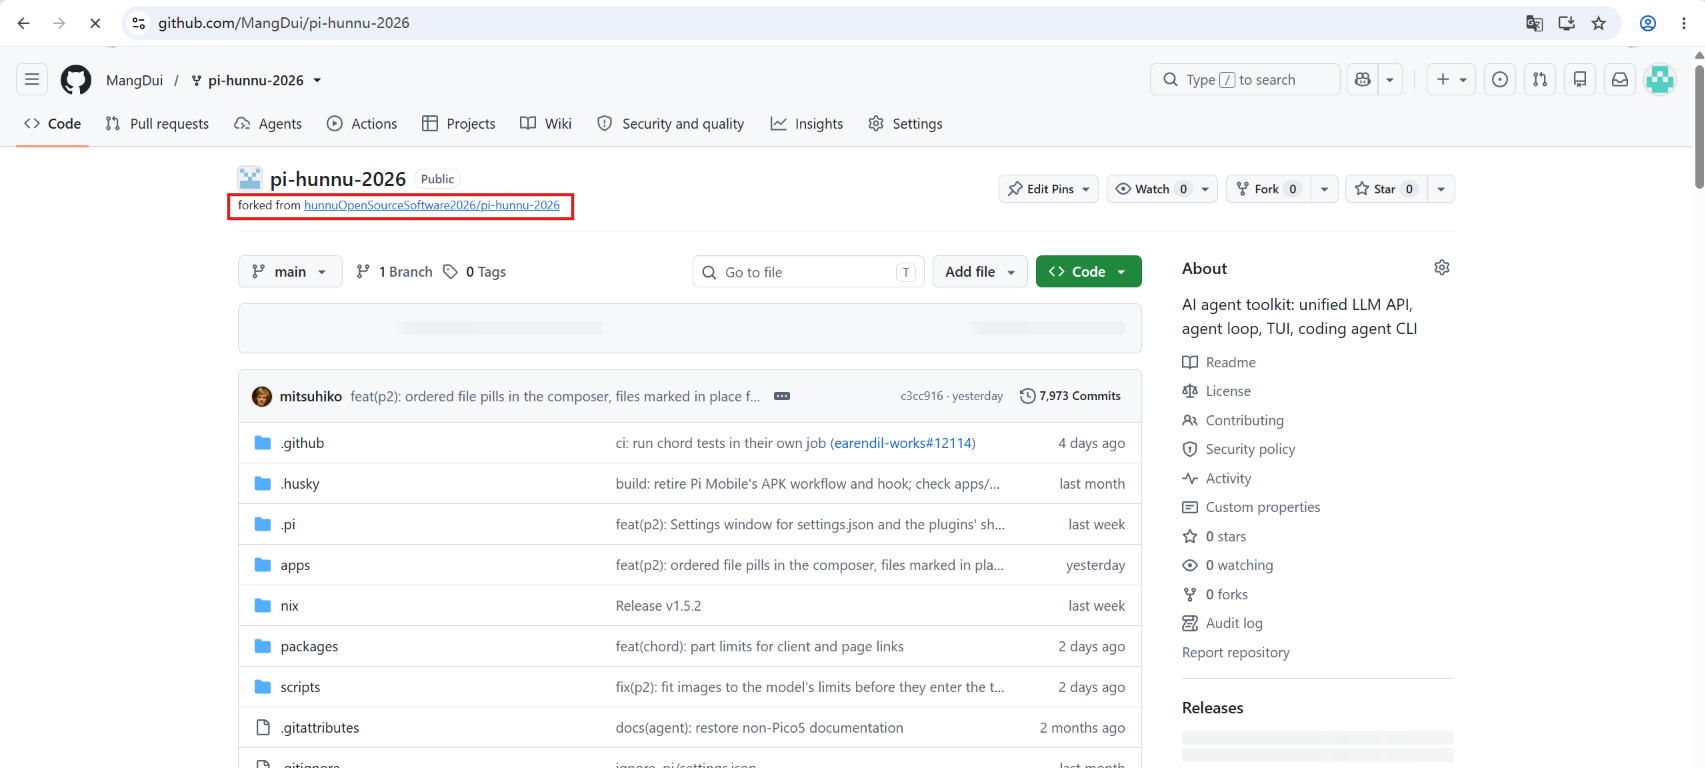 github.com/MangDui/pi-hunnu-2026
MangDui / pi-hunnu-2026
Type / to search
Code Pull requests Agents Actions Projects Wiki Security and quality Insights Settings
pi-hunnu-2026 Public
Edit Pins Watch 0 Fork 0 Star 0
forked from hunnuOpenSourceSoftware2026/pi-hunnu-2026
main 1 Branch 0 Tags Go to file T Add file Code
mitsuhiko feat(p2): ordered file pills in the composer, files marked in place f... c3cc916 · yesterday 7,973 Commits
.github ci: run chord tests in their own job (earendil-works#12114) 4 days ago
.husky build: retire Pi Mobile's APK workflow and hook; check apps/... last month
.pi feat(p2): Settings window for settings.json and the plugins' sh... last week
apps feat(p2): ordered file pills in the composer, files marked in pla... yesterday
nix Release v1.5.2 last week
packages feat(chord): part limits for client and page links 2 days ago
scripts fix(p2): fit images to the model's limits before they enter the t... 2 days ago
.gitattributes docs(agent): restore non-Pico5 documentation 2 months ago
.gitignore ignore .pi/settings.json last month
About
AI agent toolkit: unified LLM API,
agent loop, TUI, coding agent CLI
Readme
License
Contributing
Security policy
Activity
Custom properties
0 stars
0 watching
0 forks
Audit log
Report repository
Releases